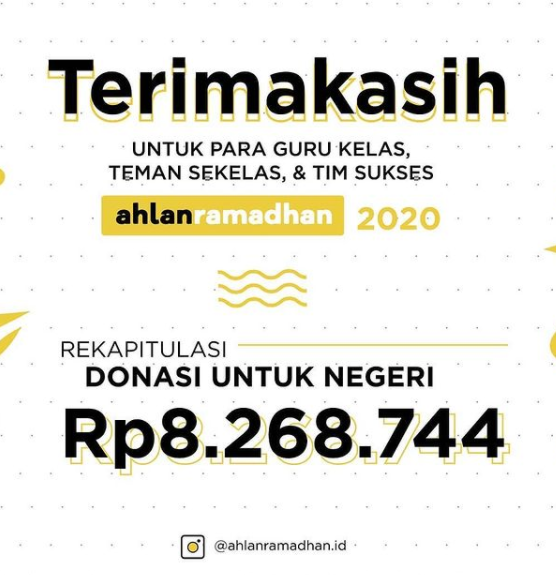 Terimakasih
UNTUK PARA GURU KELAS,
TEMAN SEKELAS, & TIM SUKSES
ahlanramadhan 2020
REKAPITULASI
DONASI UNTUK NEGERI
Rp8.268.744
@ahlanramadhan.id